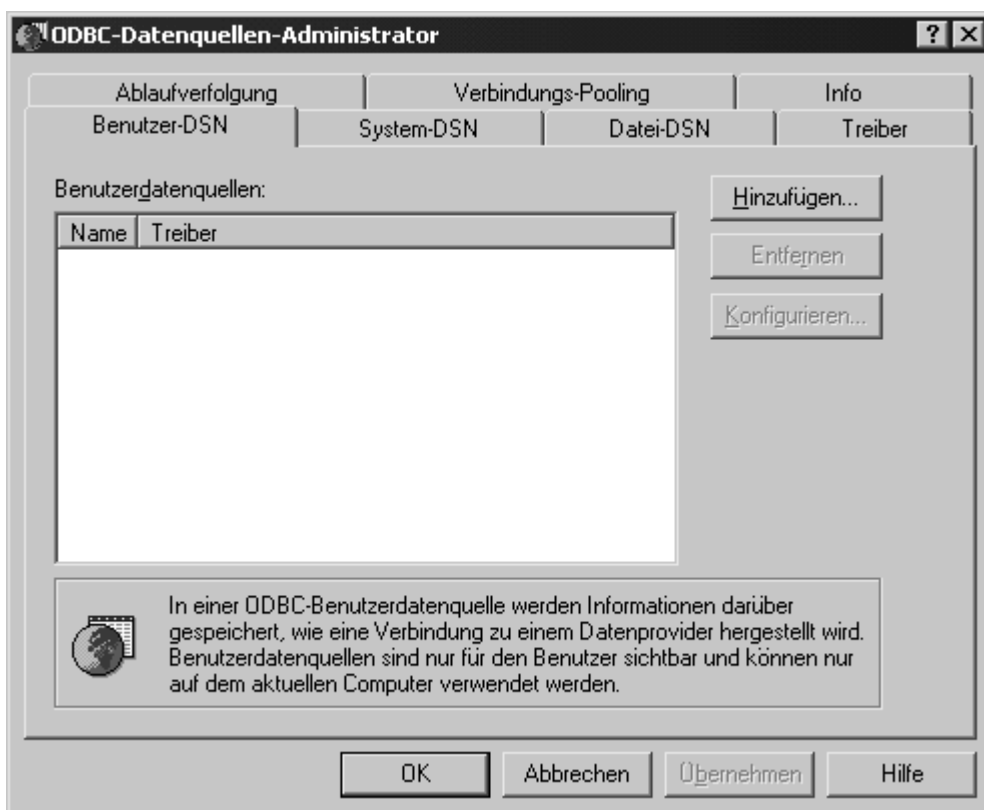 ODBC-Datenquellen-Administrator
Ablaufverfolgung Verbindungs-Pooling Info
Benutzer-DSN System-DSN Datei-DSN Treiber
Benutzerdatenquellen:
Hinzufügen...
Name Treiber
Entfernen
Konfigurieren...
In einer ODBC-Benutzerdatenquelle werden Informationen darüber
gespeichert, wie eine Verbindung zu einem Datenprovider hergestellt wird.
Benutzerdatenquellen sind nur für den Benutzer sichtbar und können nur
auf dem aktuellen Computer verwendet werden.
OK Abbrechen Übernehmen Hilfe